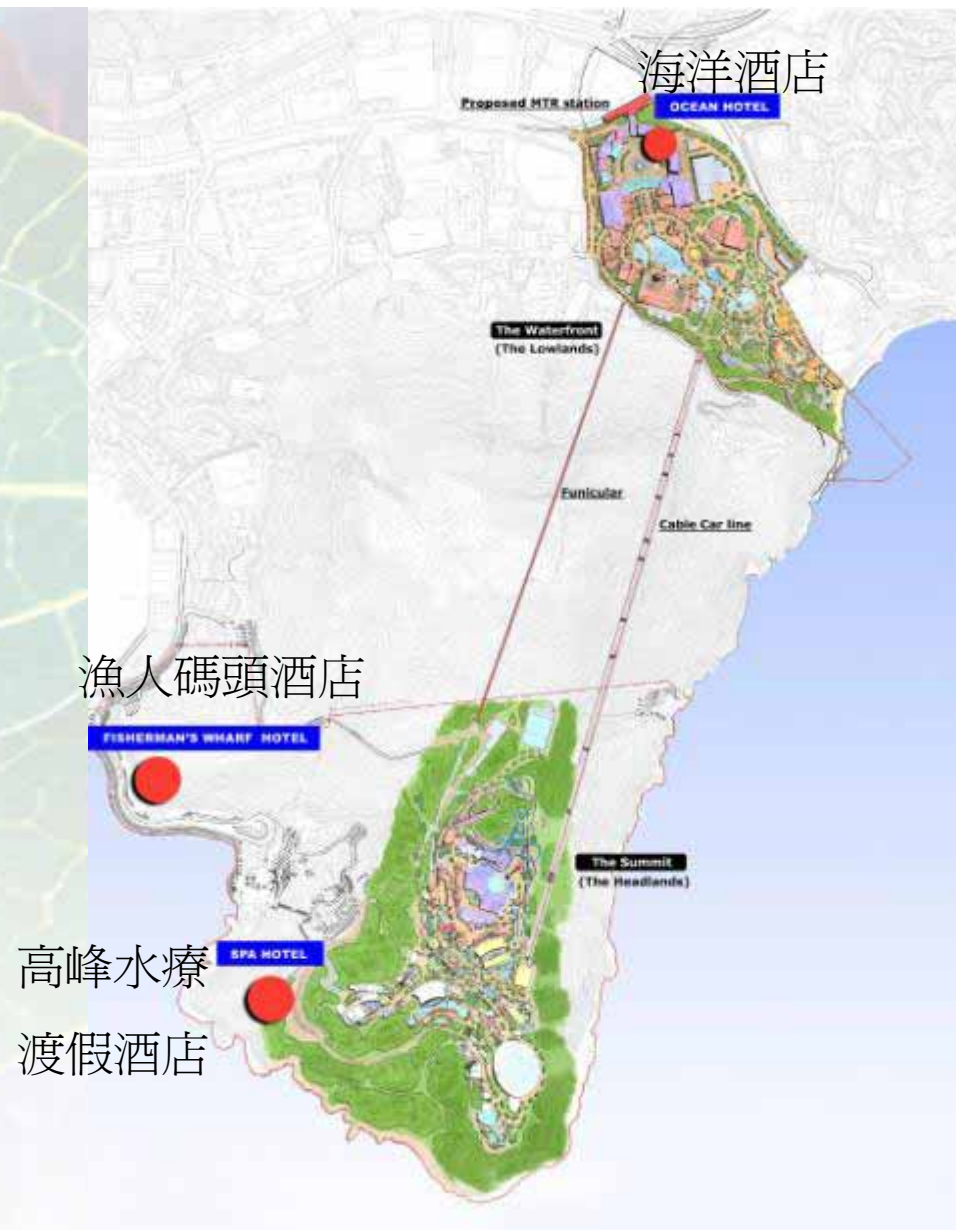 海洋酒店
Proposed MTR station
OCEAN HOTEL
The Waterfront
(The Lowlands)
Funicular
Cable Car line
漁人碼頭酒店
FISHERMAN'S WHARF HOTEL
The Summit
(The Headlands)
高峰水療
渡假酒店
SPA HOTEL